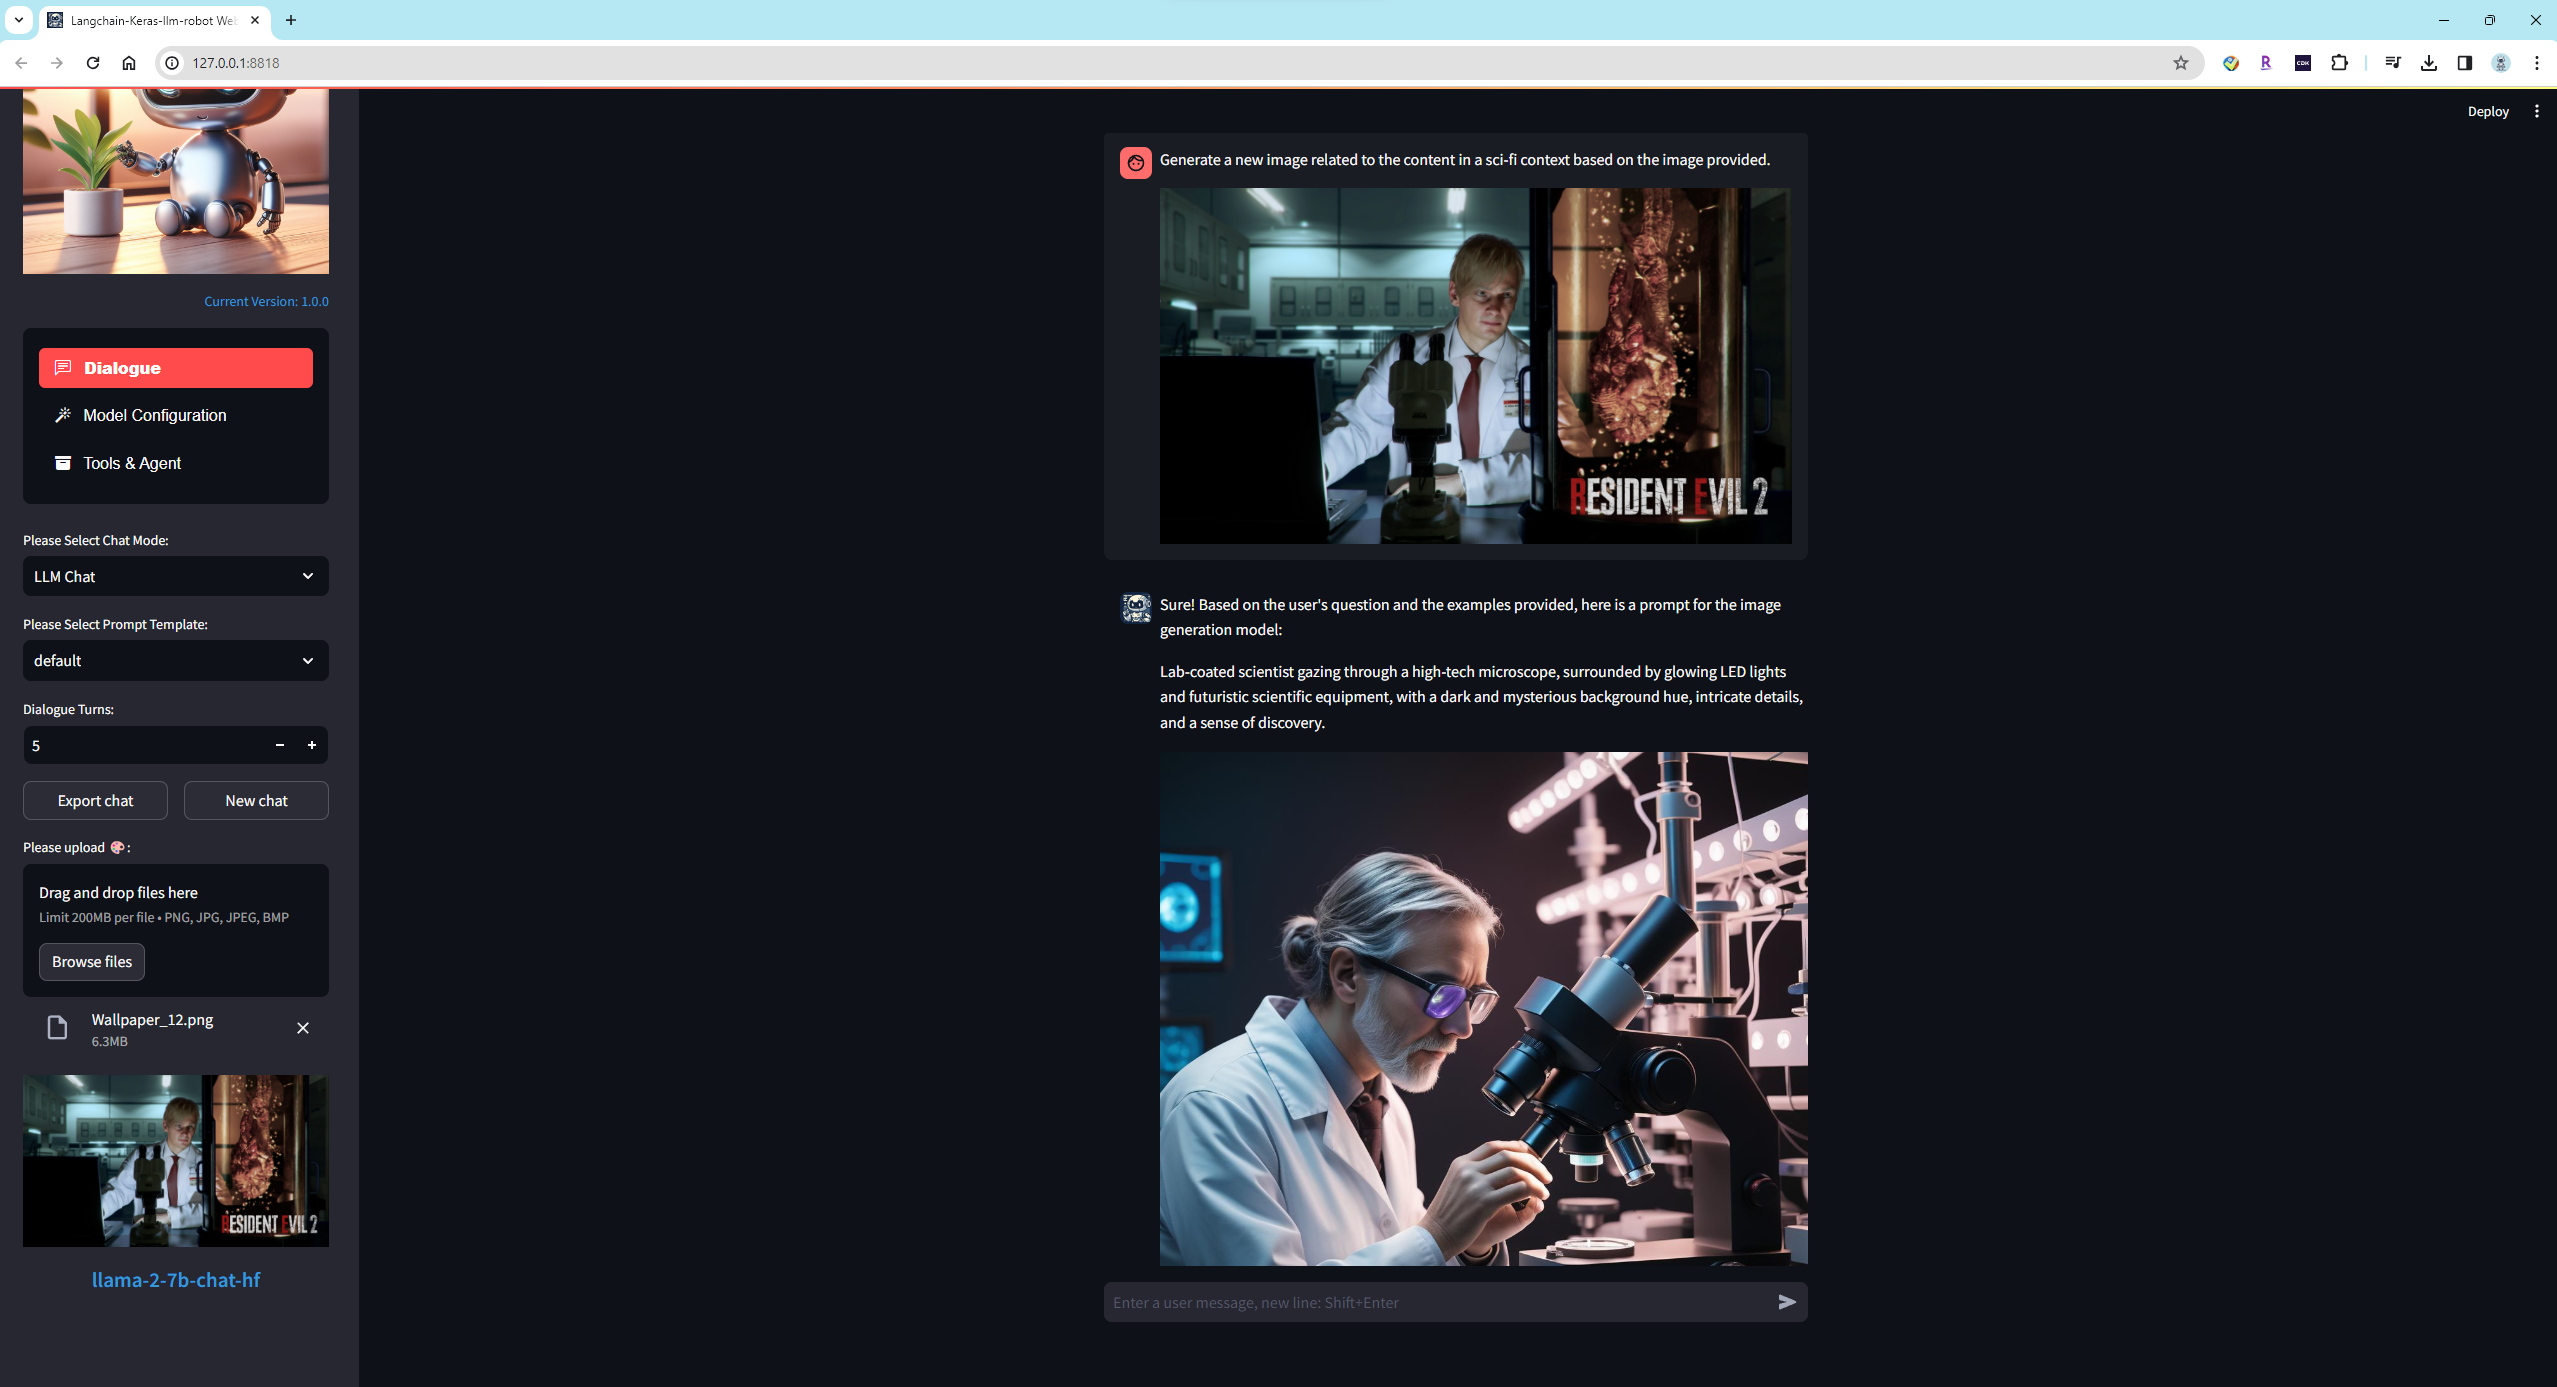 Langchain-Keras-llm-robot We
127.0.0.1:8818
Deploy
Current Version: 1.0.0
Dialogue
Model Configuration
Tools & Agent
Please Select Chat Mode:
LLM Chat
Please Select Prompt Template:
default
Dialogue Turns:
5
Export chat
New chat
Please upload 🎨:
Drag and drop files here
Limit 200MB per file • PNG, JPG, JPEG, BMP
Browse files
Wallpaper_12.png
6.3MB
RESIDENT EVIL 2
llama-2-7b-chat-hf
Generate a new image related to the content in a sci-fi context based on the image provided.
RESIDENT EVIL 2
Sure! Based on the user's question and the examples provided, here is a prompt for the image
generation model:
Lab-coated scientist gazing through a high-tech microscope, surrounded by glowing LED lights
and futuristic scientific equipment, with a dark and mysterious background hue, intricate details,
and a sense of discovery.
Enter a user message, new line: Shift+Enter